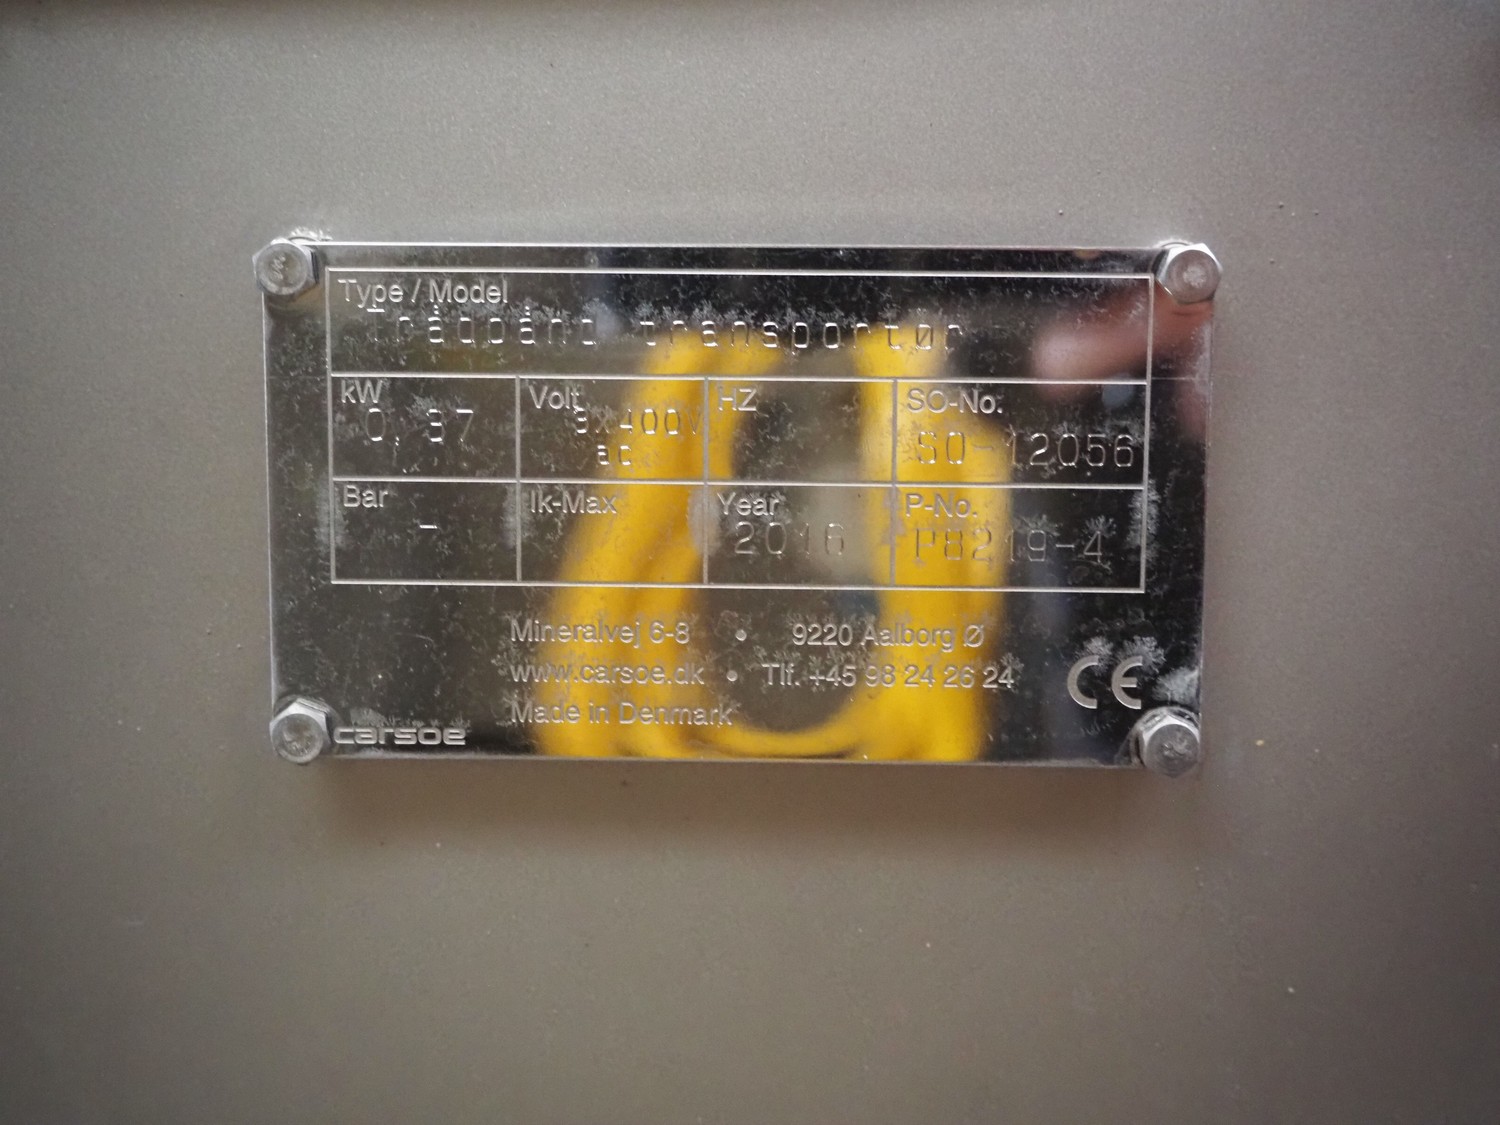 Type / Model
Trådbånd transportør
kW Volt HZ SO-No.
0,37 3x400V SO-12056
ac
Bar Ik-Max Year P-No.
- 2016 P8219-4
Mineralvej 6-8 • 9220 Aalborg Ø
www.carsoe.dk • Tlf. +45 98 24 26 24
Made in Denmark
carsoe CE